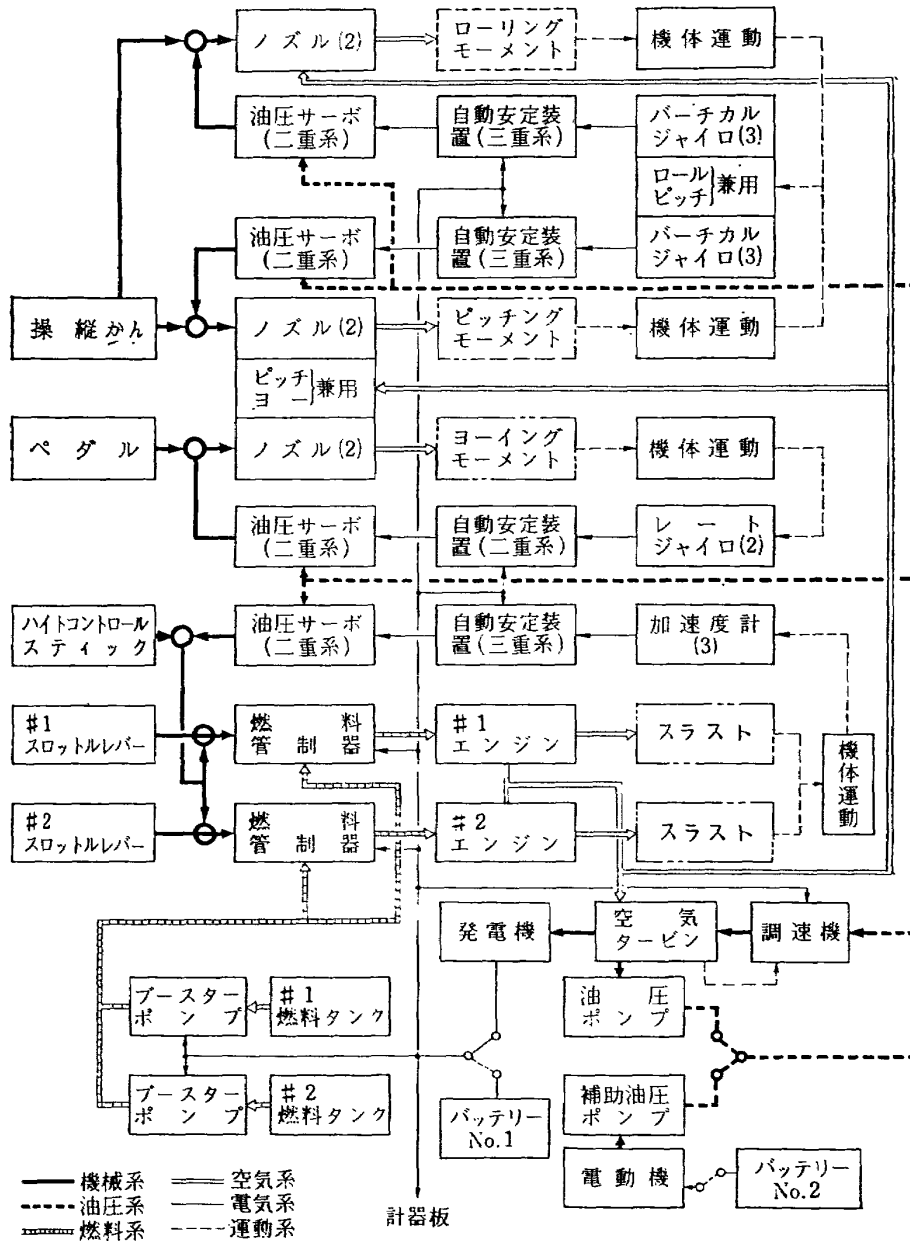 ノズル(2)
ローリング
モーメント
機体運動
油圧サーボ
(二重系)
自動安定装
置(三重系)
バーチカル
ジャイロ(3)
ロール
ピッチ}兼用
油圧サーボ
(二重系)
自動安定装
置(三重系)
バーチカル
ジャイロ(3)
操縦かん
ノズル(2)
ピッチング
モーメント
機体運動
ピッチ
ヨー}兼用
ペダル
ノズル(2)
ヨーイング
モーメント
機体運動
油圧サーボ
(二重系)
自動安定装
置(二重系)
レート
ジャイロ(2)
ハイトコントロール
スティック
油圧サーボ
(二重系)
自動安定装
置(三重系)
加速度計
(3)
#1
スロットルレバー
燃料
管制器
#1
エンジン
スラスト
機体運動
#2
スロットルレバー
燃料
管制器
#2
エンジン
スラスト
発電機
空気
タービン
調速機
ブースター
ポンプ
#1
燃料タンク
油圧
ポンプ
ブースター
ポンプ
#2
燃料タンク
バッテリー
No.1
補助油圧
ポンプ
電動機
バッテリー
No.2
機械系
空気系
油圧系
電気系
燃料系
運動系
計器板